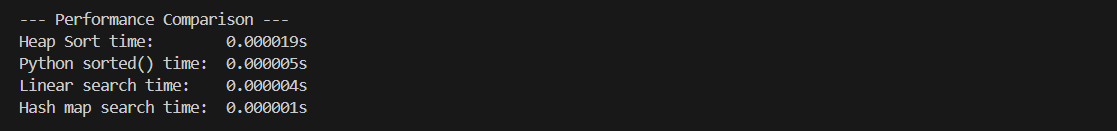 --- Performance Comparison ---
Heap Sort time:        0.000019s
Python sorted() time:  0.000005s
Linear search time:    0.000004s
Hash map search time:  0.000001s